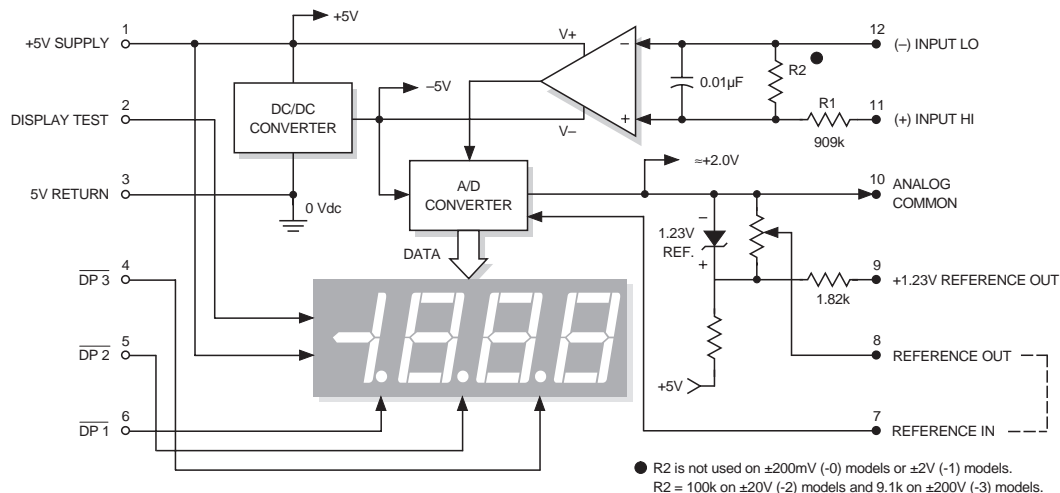 +5V
+5V SUPPLY
1
V+
–
12
(–) INPUT LO
–5V
0.01µF
R2
DC/DC
CONVERTER
2
DISPLAY TEST
V–
+
R1
909k
11
(+) INPUT HI
≈+2.0V
3
5V RETURN
0 Vdc
A/D
CONVERTER
10
ANALOG
COMMON
–
1.23V
REF.
+
DATA
4
DP 3
9
+1.23V REFERENCE OUT
1.82k
-1.8.8.8
5
DP 2
8
REFERENCE OUT
+5V
6
DP 1
7
REFERENCE IN
● R2 is not used on ±200mV (-0) models or ±2V (-1) models.
R2 = 100k on ±20V (-2) models and 9.1k on ±200V (-3) models.